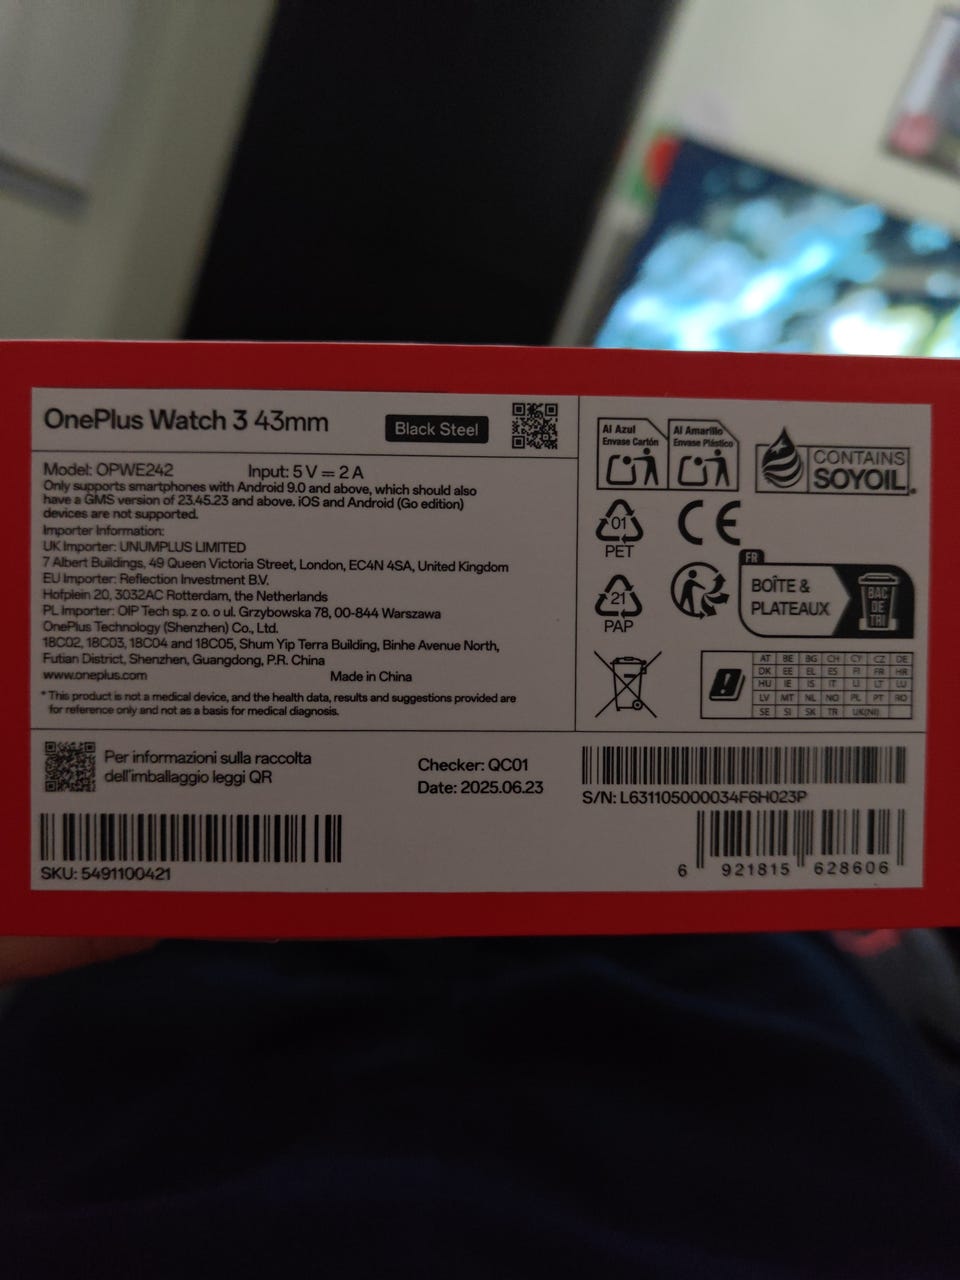 OnePlus Watch 3 43mm
Black Steel
Model: OPWE242 Input: 5 V ⎓ 2 A
Only supports smartphones with Android 9.0 and above, which should also
have a GMS version of 23.45.23 and above. iOS and Android (Go edition)
devices are not supported.
Importer Information:
UK Importer: UNUMPLUS LIMITED
7 Albert Buildings, 49 Queen Victoria Street, London, EC4N 4SA, United Kingdom
EU Importer: Reflection Investment B.V.
Hofplein 20, 3032AC Rotterdam, the Netherlands
PL Importer: OIP Tech sp. z o. o ul. Grzybowska 78, 00-844 Warszawa
OnePlus Technology (Shenzhen) Co., Ltd.
18C02, 18C03, 18C04 and 18C05, Shum Yip Terra Building, Binhe Avenue North,
Futian District, Shenzhen, Guangdong, P.R. China
www.oneplus.com Made in China
* This product is not a medical device, and the health data, results and suggestions provided are
for reference only and not as a basis for medical diagnosis.
Al Azul
Envase Cartón
Al Amarillo
Envase Plástico
CONTAINS
SOYOIL
01
PET
CE
21
PAP
FR
BOÎTE &
PLATEAUX
BAC
DE
TRI
AT BE BG CH CY CZ DE
DK EE EL ES FI FR HR
HU IE IS IT LI LT LU
LV MT NL NO PL PT RO
SE SI SK TR UK(NI)
Per informazioni sulla raccolta
dell'imballaggio leggi QR
Checker: QC01
Date: 2025.06.23
SKU: 5491100421
S/N: L631105000034F6H023P
6 921815 628606